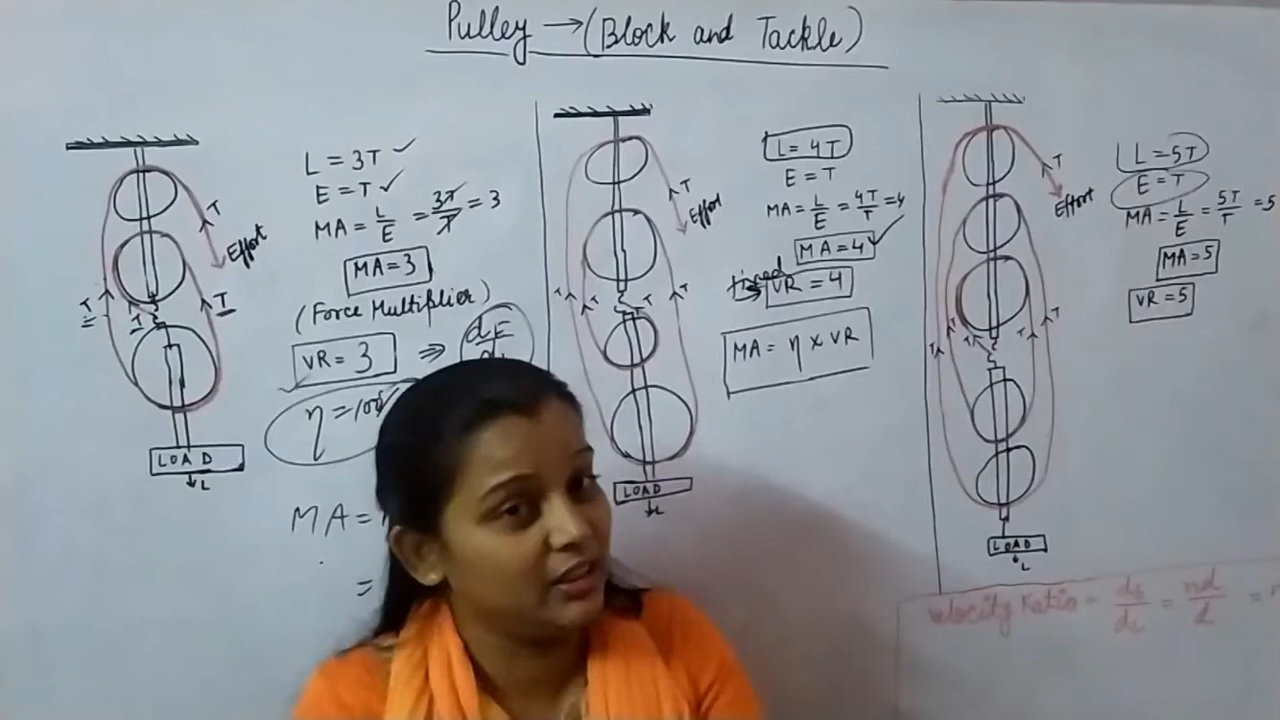 Pulley → (Block and Tackle)
L = 3T ✓
E = T ✓
MA = L/E = 3T/T = 3
MA = 3
(Force Multiplier)
VR = 3 ⇒ dE
η = 100
MA =
=
T
Effort
T
T
T
LOAD
L
L = 4T
E = T
MA = L/E = 4T/T = 4
MA = 4 ✓
VR = 4
MA = η × VR
T
Effort
T
T
T
T
LOAD
L
L = 5T
E = T
MA = L/E = 5T/T = 5
MA = 5
VR = 5
T
Effort
T
T
T
T
T
LOAD
L
Velocity Ratio = = nd/d =